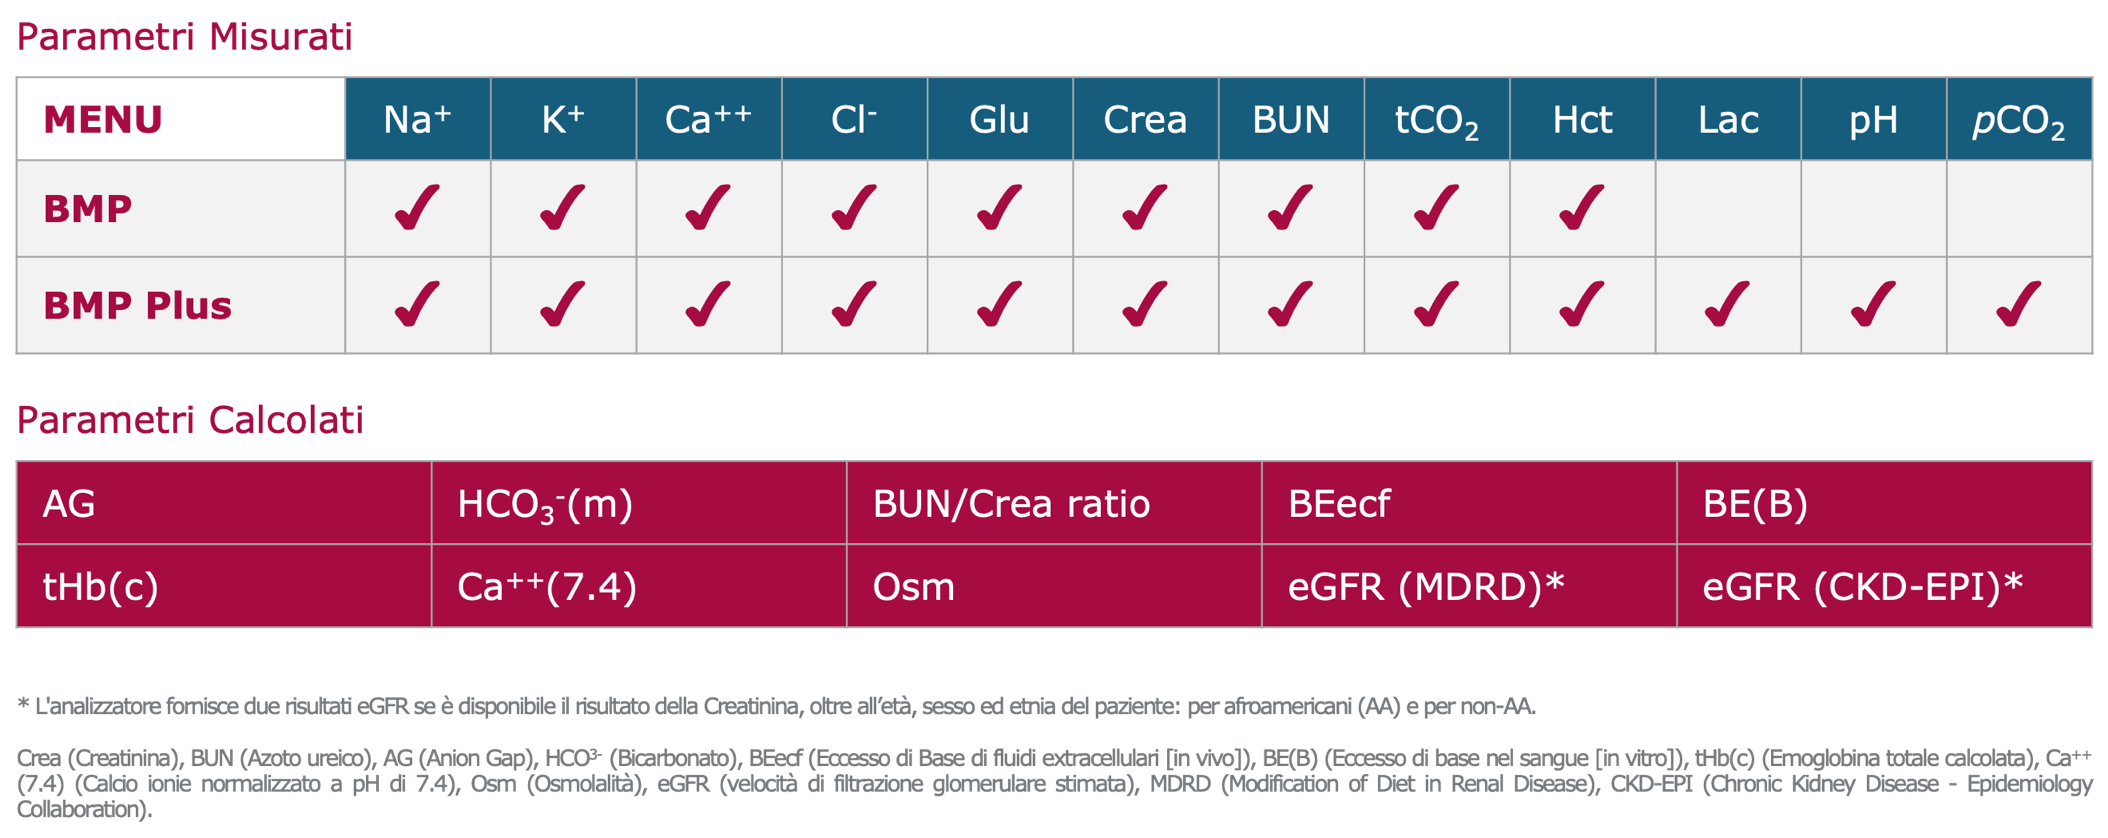 Parametri Misurati
MENU Na⁺ K⁺ Ca⁺⁺ Cl⁻ Glu Crea BUN tCO₂ Hct Lac pH pCO₂
BMP ✓ ✓ ✓ ✓ ✓ ✓ ✓ ✓ ✓
BMP Plus ✓ ✓ ✓ ✓ ✓ ✓ ✓ ✓ ✓ ✓ ✓ ✓
Parametri Calcolati
AG HCO₃⁻(m) BUN/Crea ratio BEecf BE(B)
tHb(c) Ca⁺⁺(7.4) Osm eGFR (MDRD)* eGFR (CKD-EPI)*
* L'analizzatore fornisce due risultati eGFR se è disponibile il risultato della Creatinina, oltre all’età, sesso ed etnia del paziente: per afroamericani (AA) e per non-AA.
Crea (Creatinina), BUN (Azoto ureico), AG (Anion Gap), HCO³⁻ (Bicarbonato), BEecf (Eccesso di Base di fluidi extracellulari [in vivo]), BE(B) (Eccesso di base nel sangue [in vitro]), tHb(c) (Emoglobina totale calcolata), Ca⁺⁺
(7.4) (Calcio ionie normalizzato a pH di 7.4), Osm (Osmolalità), eGFR (velocità di filtrazione glomerulare stimata), MDRD (Modification of Diet in Renal Disease), CKD-EPI (Chronic Kidney Disease - Epidemiology
Collaboration).